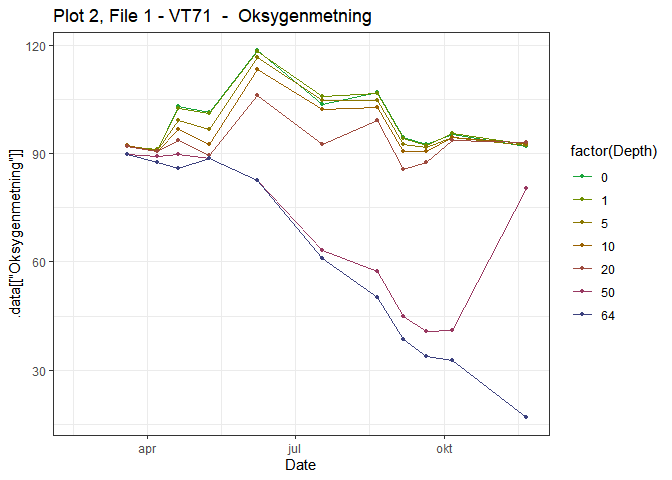 Plot 2, File 1 - VT71  -  Oksygenmetning
.data[["Oksygenmetning"]]
120
90
60
30
apr
jul
okt
Date
factor(Depth)
0
1
5
10
20
50
64